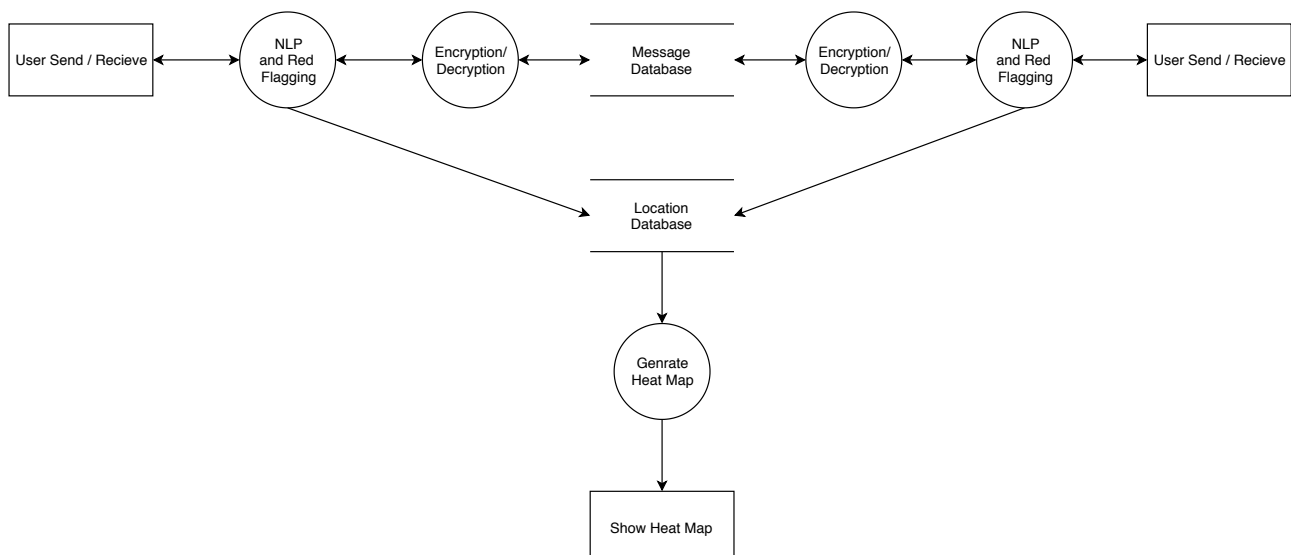 User Send / Recieve
NLP
and Red
Flagging
Encryption/
Decryption
Message
Database
Encryption/
Decryption
NLP
and Red
Flagging
User Send / Recieve
Location
Database
Genrate
Heat Map
Show Heat Map